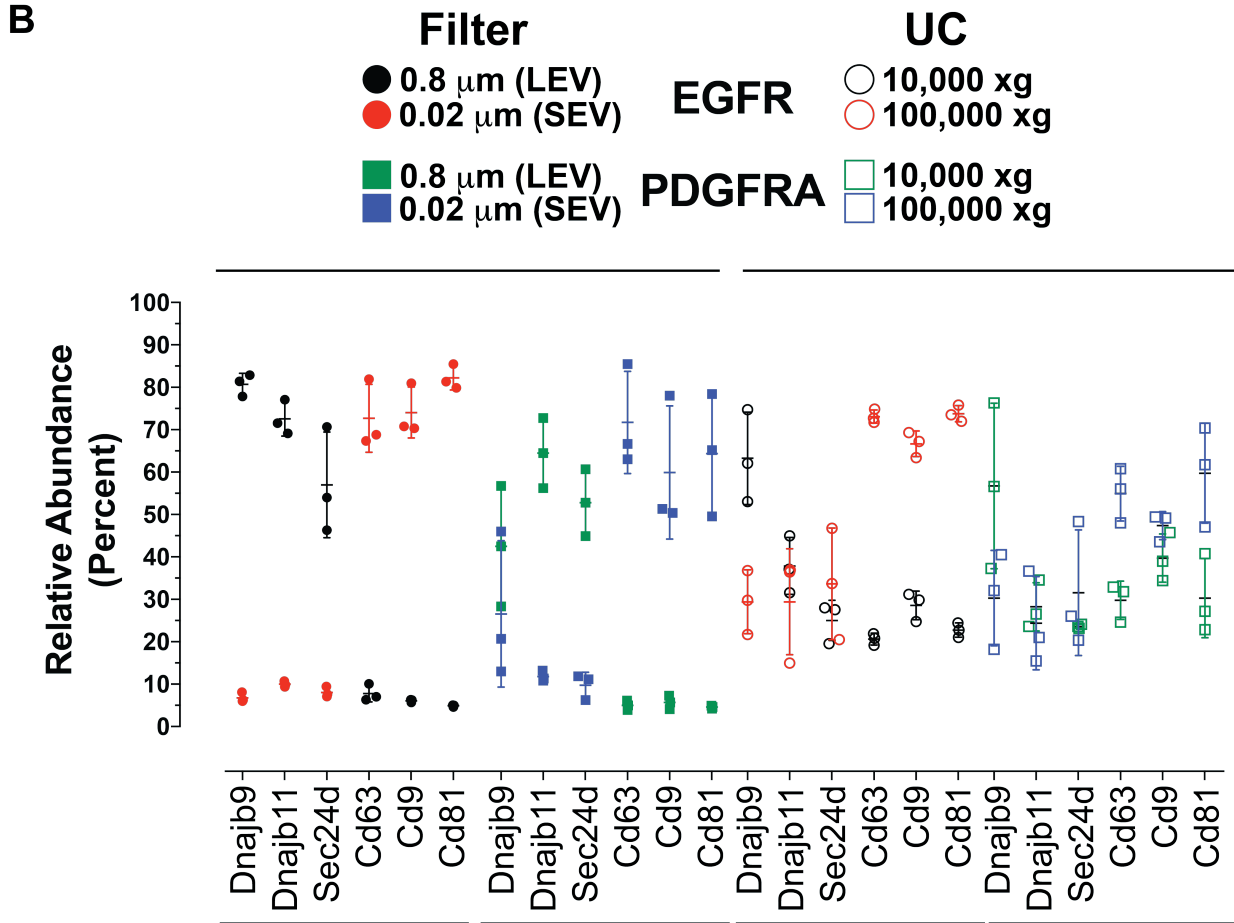 B
Filter
UC
0.8 μm (LEV)
0.02 μm (SEV)
EGFR
10,000 xg
100,000 xg
0.8 μm (LEV)
0.02 μm (SEV)
PDGFRA
10,000 xg
100,000 xg
Relative Abundance
(Percent)
100
90
80
70
60
50
40
30
20
10
0
Dnajb9
Dnajb11
Sec24d
Cd63
Cd9
Cd81
Dnajb9
Dnajb11
Sec24d
Cd63
Cd9
Cd81
Dnajb9
Dnajb11
Sec24d
Cd63
Cd9
Cd81
Dnajb9
Dnajb11
Sec24d
Cd63
Cd9
Cd81